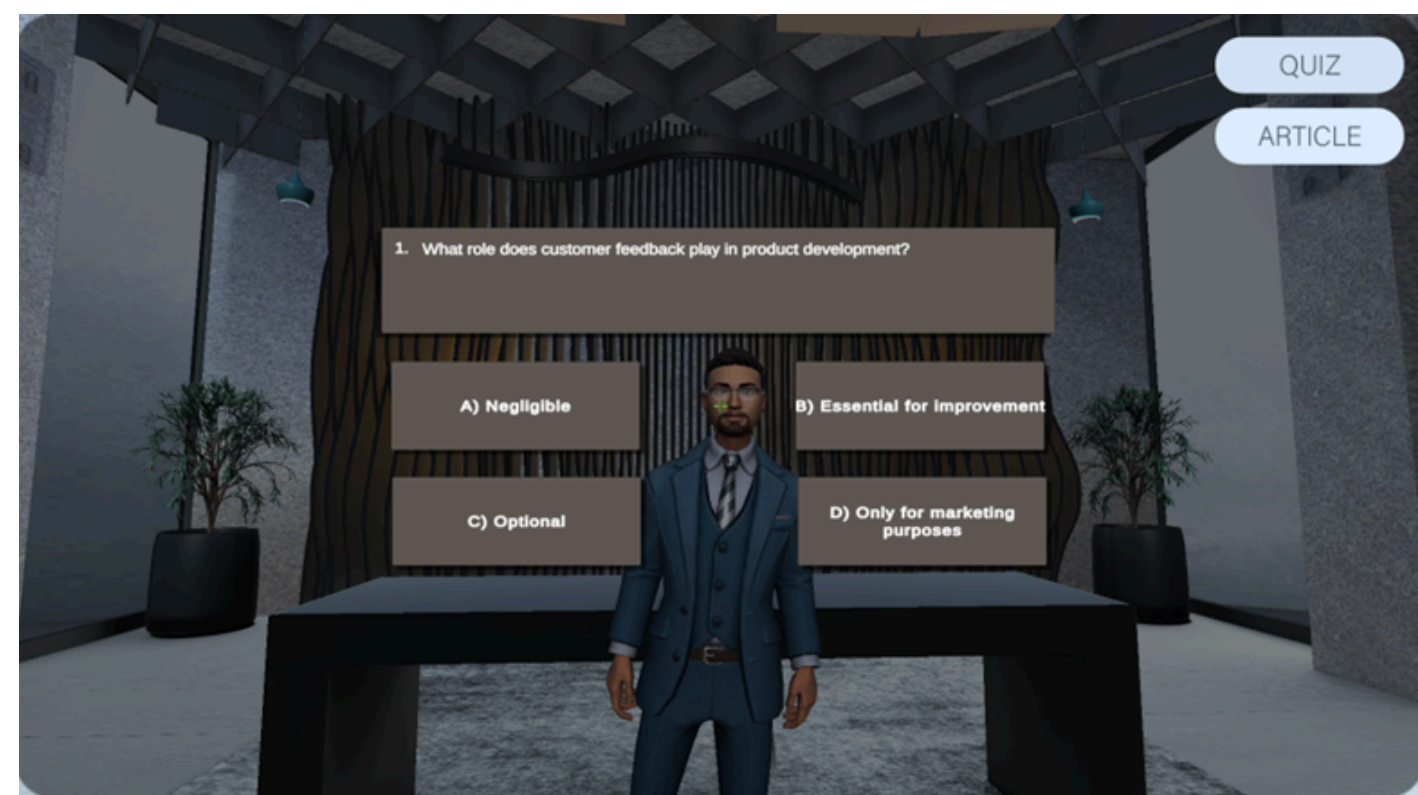 QUIZ
ARTICLE
1. What role does customer feedback play in product development?
A) Negligible
B) Essential for improvement
C) Optional
D) Only for marketing
purposes